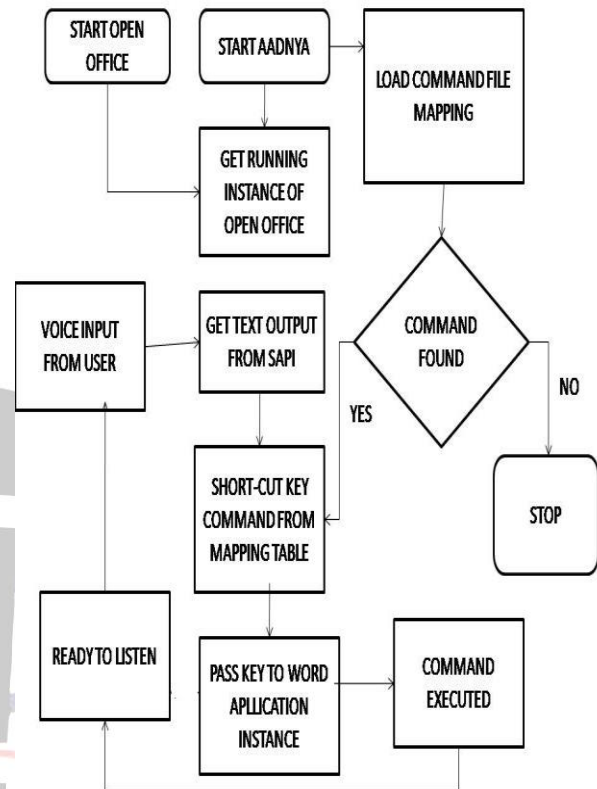 START OPEN
OFFICE
START AADNYA
LOAD COMMAND FILE
MAPPING
GET RUNNING
INSTANCE OF
OPEN OFFICE
VOICE INPUT
FROM USER
GET TEXT OUTPUT
FROM SAPI
COMMAND
FOUND
YES
NO
SHORT-CUT KEY
COMMAND FROM
MAPPING TABLE
STOP
READY TO LISTEN
PASS KEY TO WORD
APLLICATION
INSTANCE
COMMAND
EXECUTED